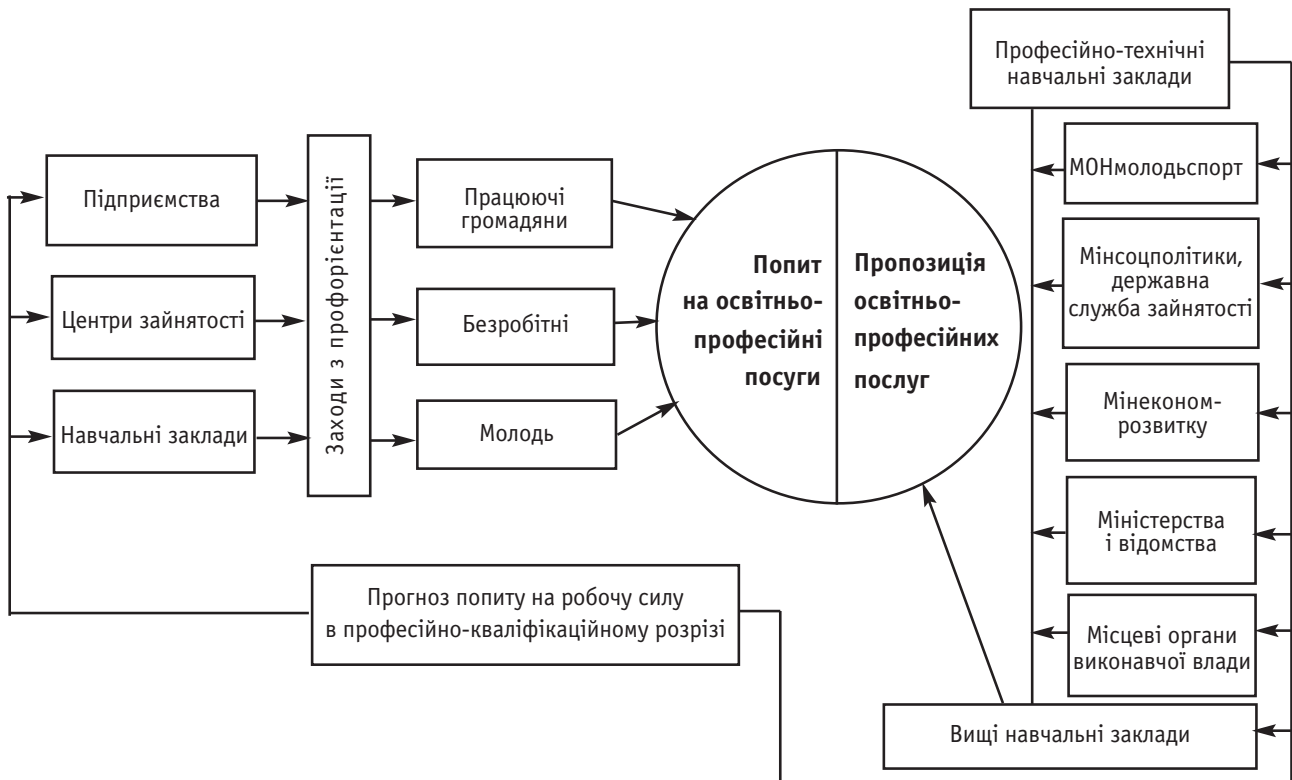 Професійно-технічні
навчальні заклади
Підприємства
Центри зайнятості
Навчальні заклади
Заходи з профорієнтації
Працюючі
громадяни
Безробітні
Молодь
Попит
на освітньо-
професійні
посуги
Пропозиція
освітньо-
професійних
послуг
МОНмолодьспорт
Мінсоцполітики,
державна
служба зайнятості
Мінеконом-
розвитку
Міністерства
і відомства
Місцеві органи
виконавчої влади
Вищі навчальні заклади
Прогноз попиту на робочу силу
в професійно-кваліфікаційному розрізі